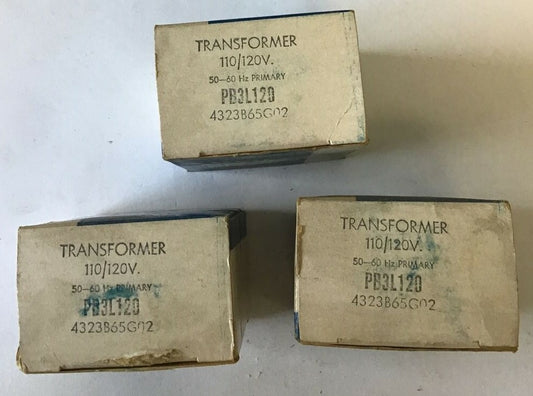 TRANSFORMER
110/120V.
50-60 Hz PRIMARY
PB3L120
4323B65G02
TRANSFORMER
110/120V.
50-60 Hz PRIMARY
PB3L120
4323B65G02
TRANSFORMER
110/120V.
50-60 Hz PRIMARY
PB3L120
4323B65G02